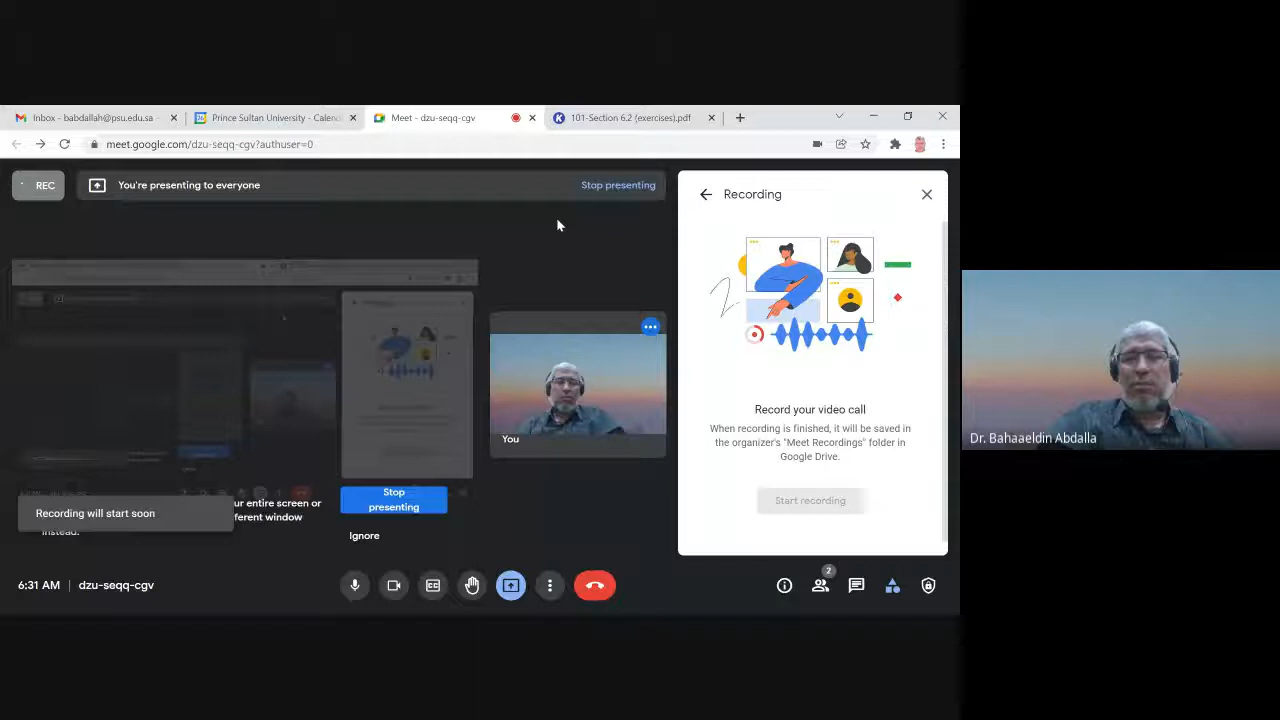 Inbox - babdallah@psu.edu.sa -
Prince Sultan University - Calend
Meet - dzu-seqq-cgv
101-Section 6.2 (exercises).pdf
meet.google.com/dzu-seqq-cgv?authuser=0
REC
You're presenting to everyone
Stop presenting
Recording
You
Record your video call
When recording is finished, it will be saved
in the organizer's "Meet Recordings" folder in
Google Drive.
Start recording
Dr. Bahaaeldin Abdalla
Recording will start soon
ur entire screen or
ferent window
instead.
Stop
presenting
Ignore
6:31 AM | dzu-seqq-cgv
CC
2